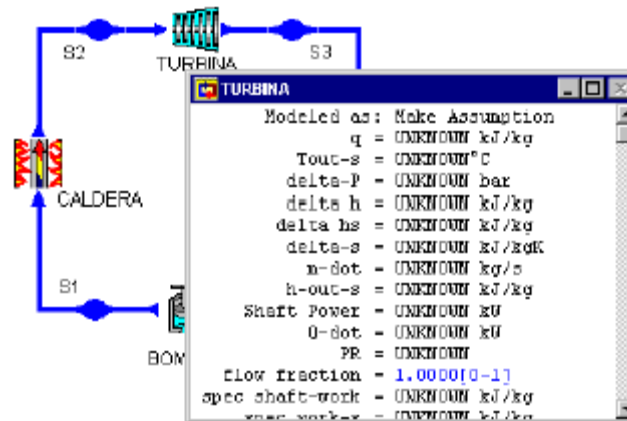 S2
S3
TURBINA
TURBINA
Modeled as: Make Assumption
q = UNKNOWN kJ/kg
Tout-s = UNKNOWN°C
delta-P = UNKNOWN bar
delta h = UNKNOWN kJ/kg
delta hs = UNKNOWN kJ/kg
delta-s = UNKNOWN kJ/kgK
m-dot = UNKNOWN kg/s
h-out-s = UNKNOWN kJ/kg
Shaft Power = UNKNOWN kW
Q-dot = UNKNOWN kW
PR = UNKNOWN
flow fraction = 1.0000[0-1]
spec shaft-work = UNKNOWN kJ/kg
CALDERA
S1
BOM